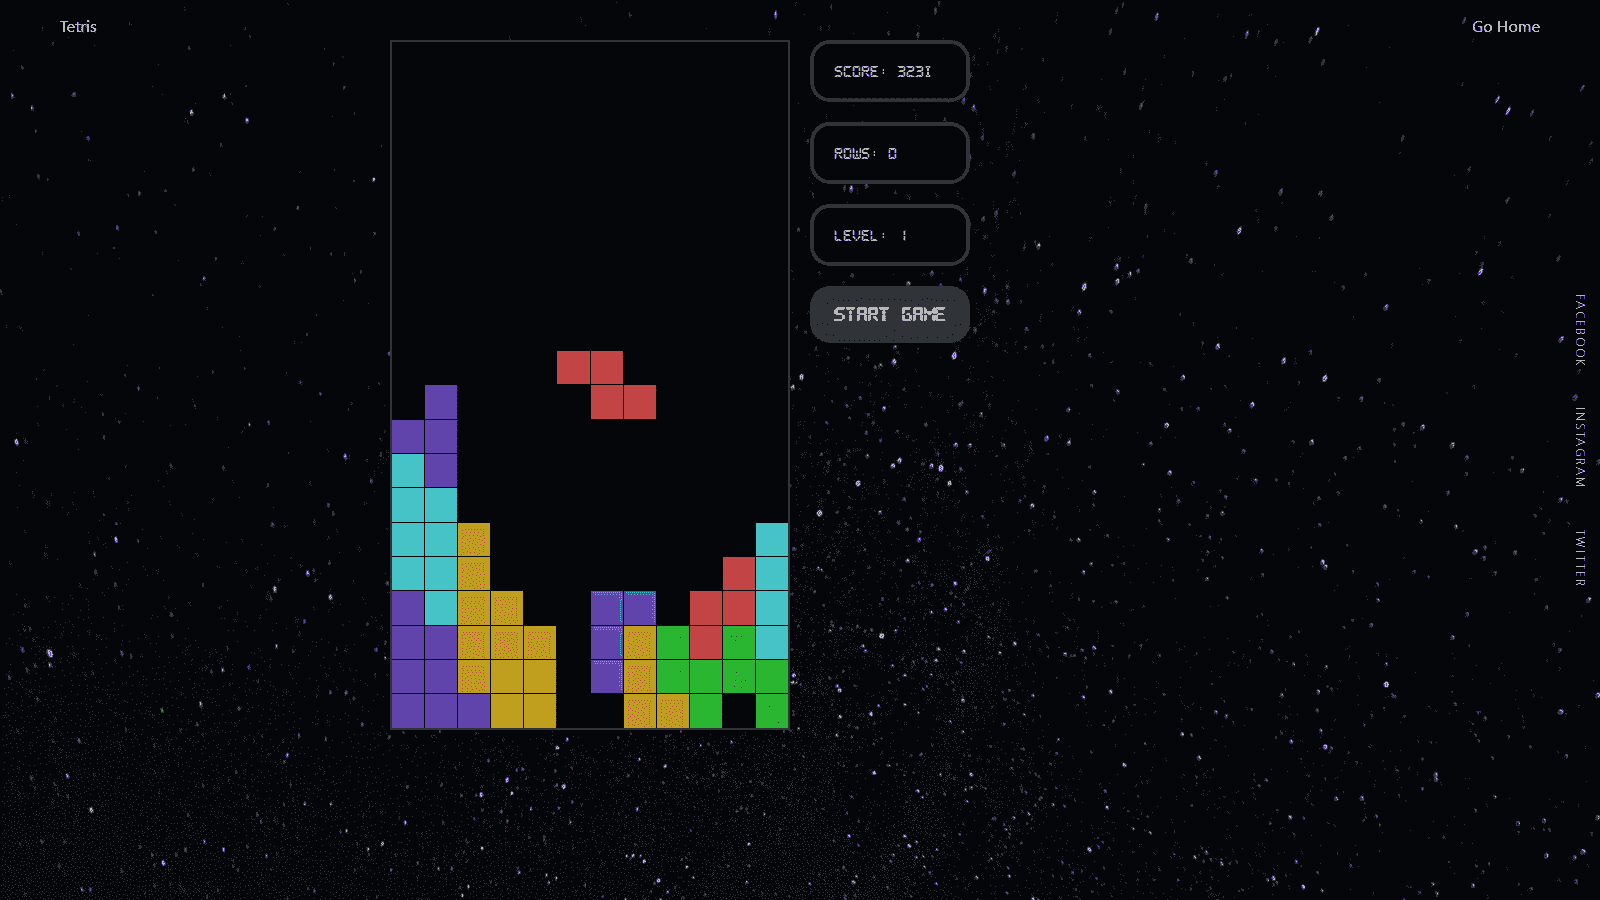 Tetris
Go Home
SCORE: 3231
ROWS: 0
LEVEL: 1
START GAME
FACEBOOK
INSTAGRAM
TWITTER